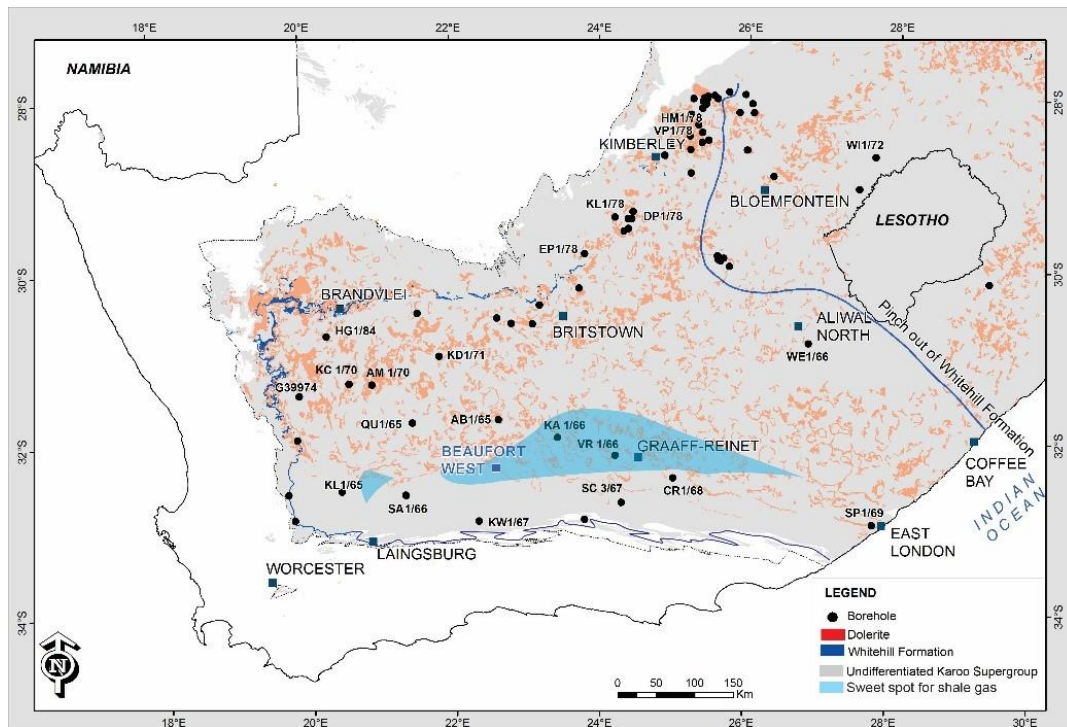 18°E
20°E
22°E
24°E
26°E
28°E
NAMIBIA
28°S
28°S
HM1/78
VP1/78
KIMBERLEY
WI1/72
BLOEMFONTEIN
KL1/78
DP1/78
LESOTHO
EP1/78
30°S
30°S
BRANDVLEI
BRITSTOWN
ALIWAL
NORTH
Pinch out of Whitehill Formation
HG1/84
WE1/66
KD1/71
KC 1/70
AM 1/70
G39974
QU1/65
AB1/65
KA 1/66
VR 1/66
GRAAFF-REINET
32°S
32°S
BEAUFORT
WEST
COFFEE
BAY
KL1/65
SA1/66
SC 3/67
CR1/68
INDIAN
OCEAN
KW1/67
SP1/69
EAST
LONDON
LAINGSBURG
WORCESTER
34°S
34°S
LEGEND
Borehole
Dolerite
Whitehill Formation
Undifferentiated Karoo Supergroup
Sweet spot for shale gas
N
0 25 50 100 150
Km
18°E
20°E
22°E
24°E
26°E
28°E